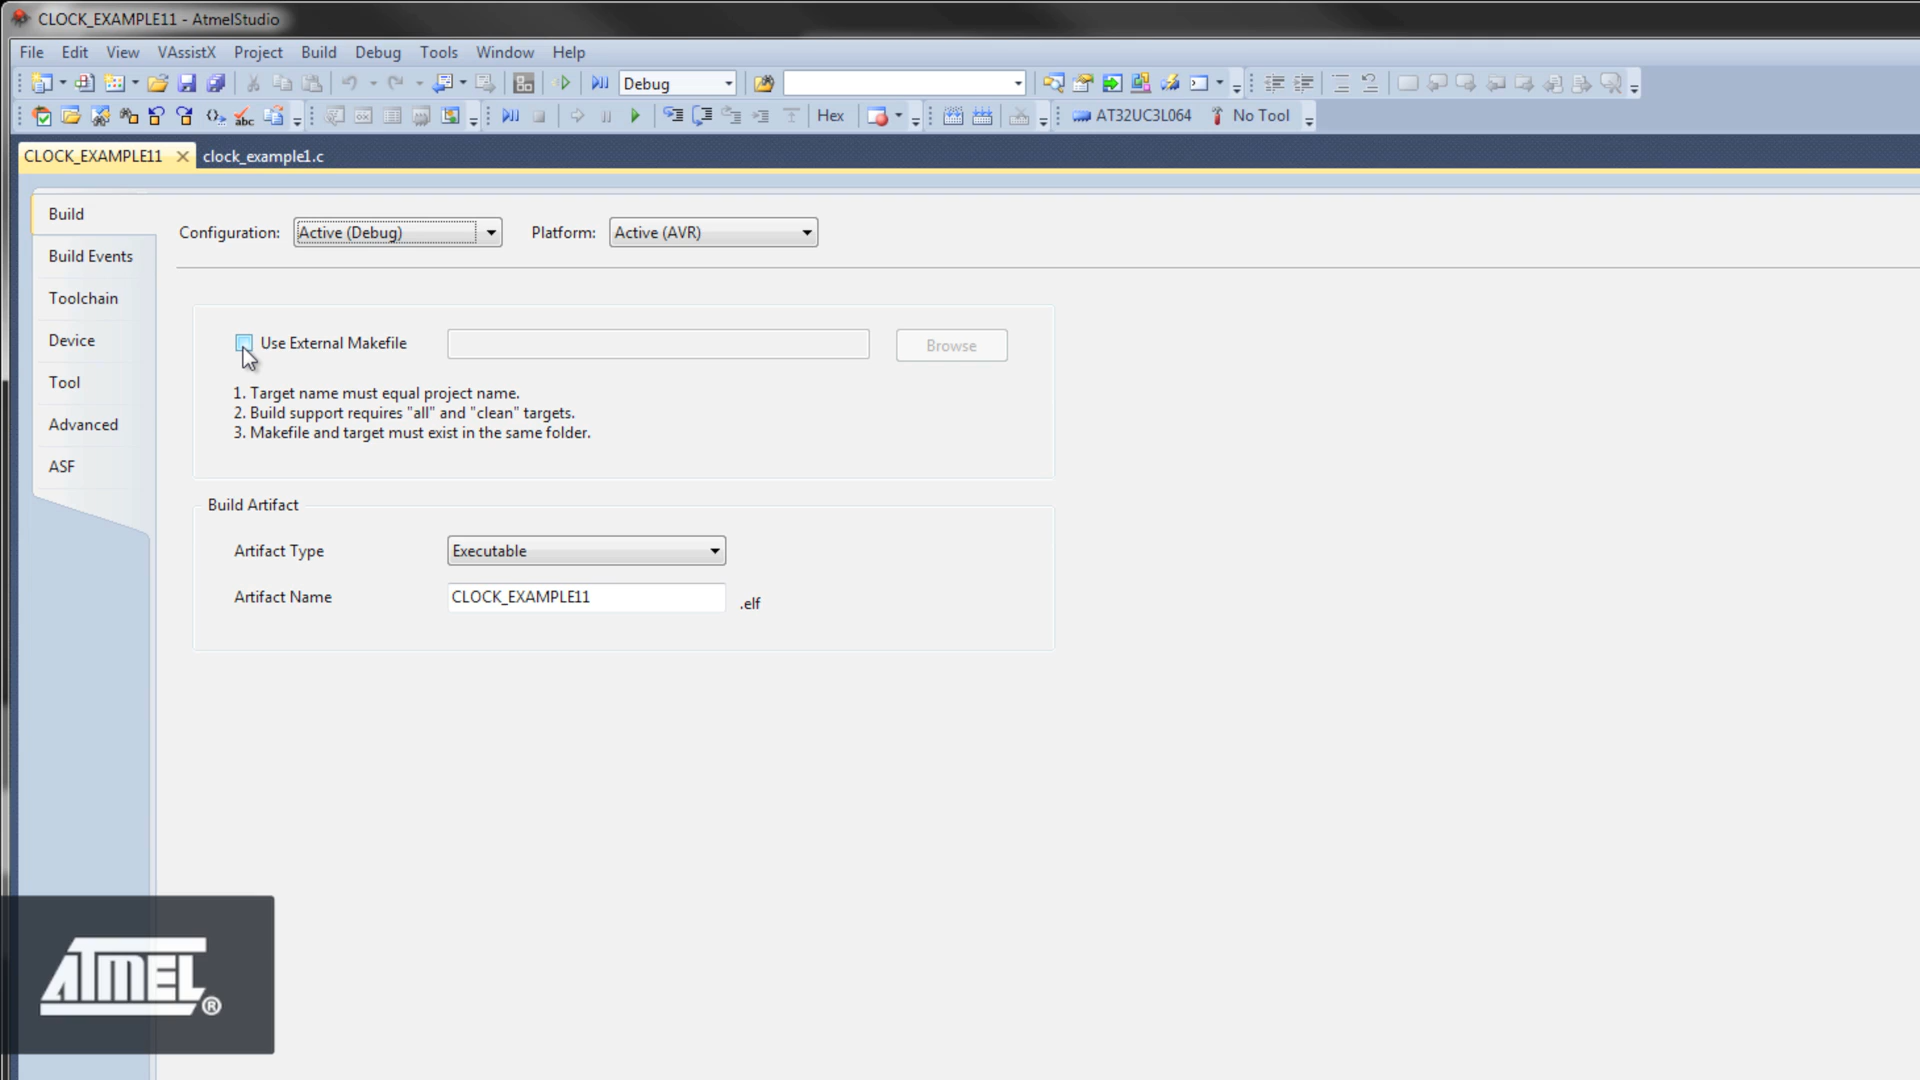 CLOCK_EXAMPLE11 - AtmelStudio
File Edit View VAssistX Project Build Debug Tools Window Help
Debug
abc Hex AT32UC3L064 No Tool
CLOCK_EXAMPLE11 clock_example1.c
Build
Configuration: Active (Debug) Platform: Active (AVR)
Build Events
Toolchain
Device
Tool
Advanced
ASF
Use External Makefile Browse
1. Target name must equal project name.
2. Build support requires "all" and "clean" targets.
3. Makefile and target must exist in the same folder.
Build Artifact
Artifact Type Executable
Artifact Name CLOCK_EXAMPLE11 .elf
ATMEL®